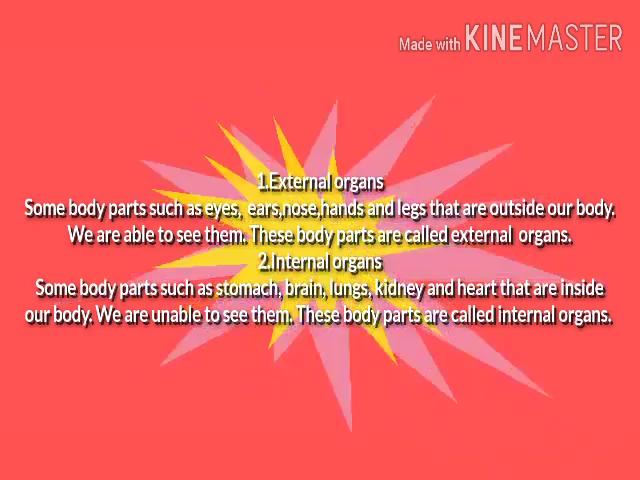 Made with KINEMASTER
1.External organs
Some body parts such as eyes, ears,nose,hands and legs that are outside our body.
We are able to see them. These body parts are called external organs.
2.Internal organs
Some body parts such as stomach, brain, lungs, kidney and heart that are inside
our body. We are unable to see them. These body parts are called internal organs.